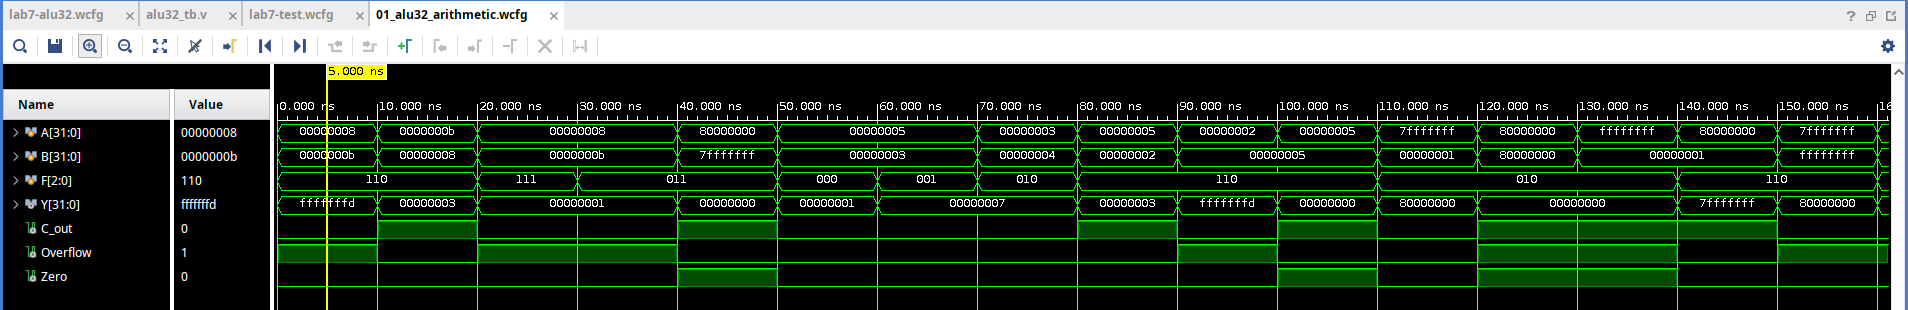 lab7-alu32.wcfg alu32_tb.v lab7-test.wcfg 01_alu32_arithmetic.wcfg
5.000 ns
Name Value 0.000 ns 10.000 ns 20.000 ns 30.000 ns 40.000 ns 50.000 ns 60.000 ns 70.000 ns 80.000 ns 90.000 ns 100.000 ns 110.000 ns 120.000 ns 130.000 ns 140.000 ns 150.000 ns 16
A[31:0] 00000008 00000008 0000000b 00000008 80000000 00000005 00000003 00000005 00000002 00000005 7fffffff 80000000 ffffffff 80000000 7fffffff
B[31:0] 0000000b 0000000b 00000008 0000000b 7fffffff 00000003 00000004 00000002 00000005 00000001 80000000 00000001 ffffffff
F[2:0] 110 110 111 011 000 001 010 110 010 110
Y[31:0] fffffffd fffffffd 00000003 00000001 00000000 00000001 00000007 00000003 fffffffd 00000000 80000000 00000000 7fffffff 80000000
C_out 0
Overflow 1
Zero 0